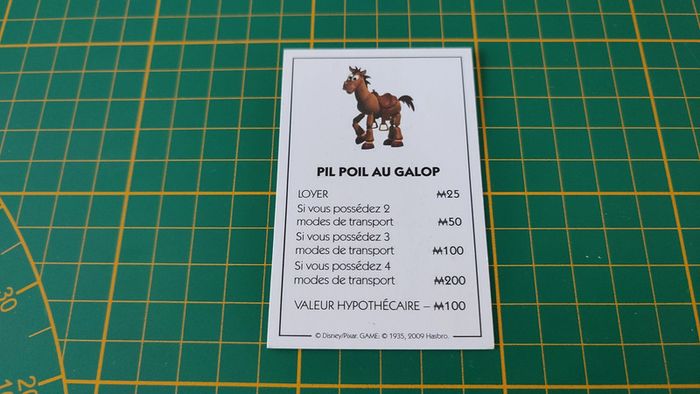 PIL POIL AU GALOP
LOYER ₩25
Si vous possédez 2
modes de transport ₩50
Si vous possédez 3
modes de transport ₩100
Si vous possédez 4
modes de transport ₩200
VALEUR HYPOTHÉCAIRE – ₩100
© Disney/Pixar. GAME: © 1935, 2009 Hasbro.
30
10
20